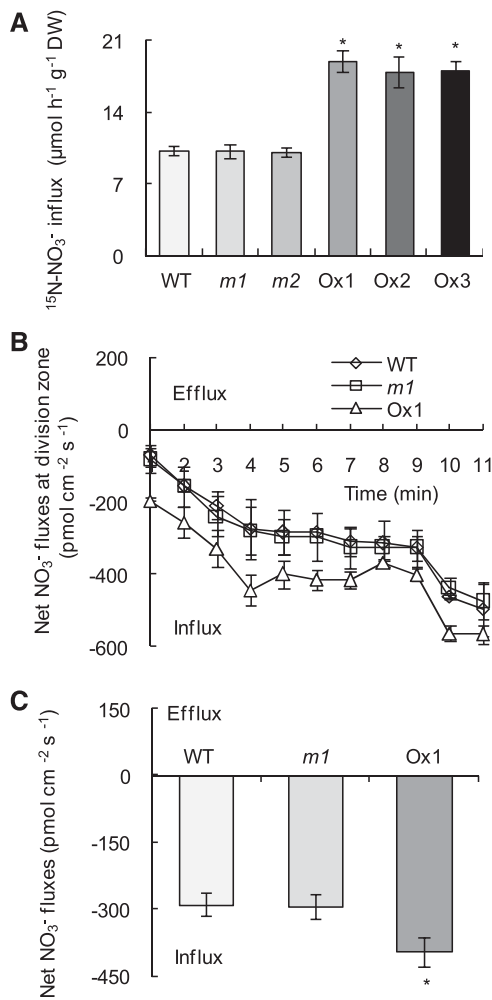 A
¹⁵N-NO₃⁻ influx (µmol h⁻¹ g⁻¹ DW)
21
14
7
0
WT m1 m2 Ox1 Ox2 Ox3
* * *
B
Net NO₃⁻ fluxes at division zone
(pmol cm⁻² s⁻¹)
200
0
-200
-400
-600
Efflux
WT
m1
Ox1
2 3 4 5 6 7 8 9 10 11
Time (min)
Influx
C
Net NO₃⁻ fluxes (pmol cm⁻² s⁻¹)
150
0
-150
-300
-450
Efflux
WT m1 Ox1
Influx
*